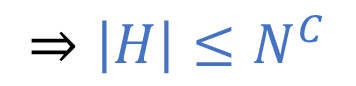 ⇒ |H| ≤ N^C